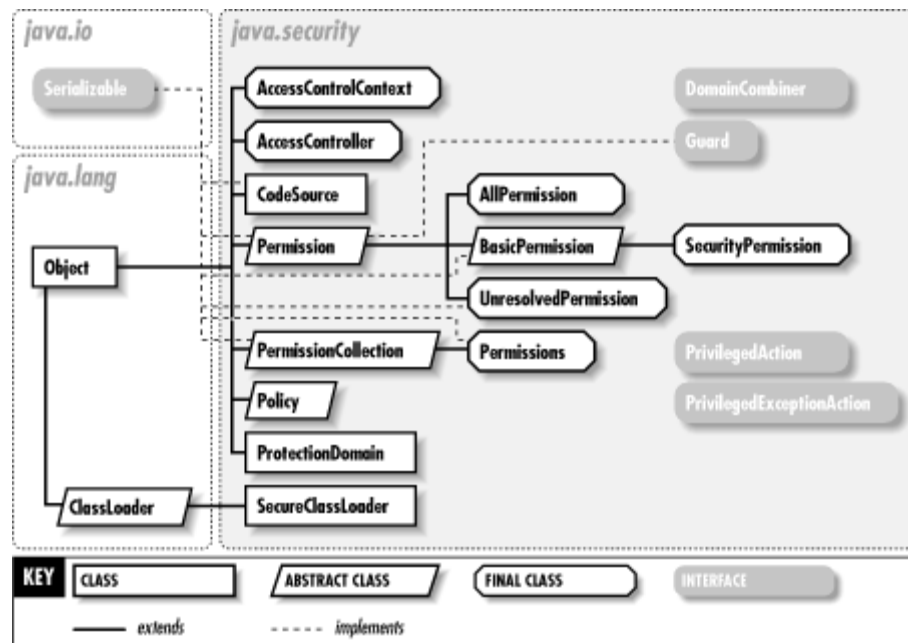 java.io
java.security
Serializable
AccessControlContext
DomainCombiner
AccessController
Guard
java.lang
CodeSource
AllPermission
Permission
BasicPermission
SecurityPermission
Object
UnresolvedPermission
PermissionCollection
Permissions
PrivilegedAction
Policy
PrivilegedExceptionAction
ProtectionDomain
ClassLoader
SecureClassLoader
KEY
CLASS
ABSTRACT CLASS
FINAL CLASS
INTERFACE
extends
implements